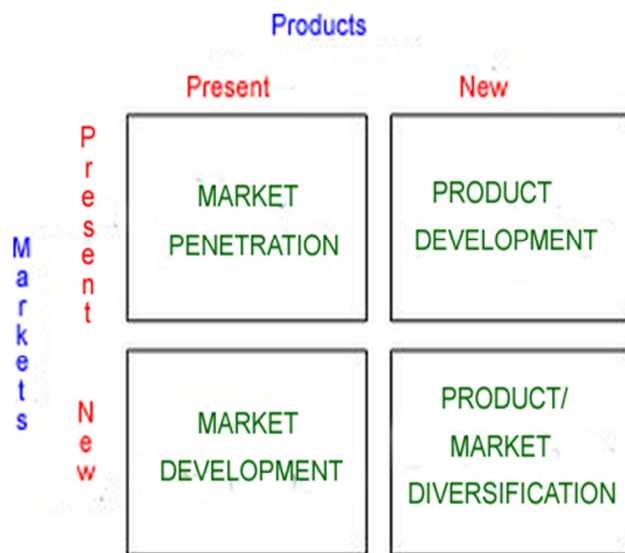 Products
Present
New
Markets
Present
MARKET
PENETRATION
PRODUCT
DEVELOPMENT
New
MARKET
DEVELOPMENT
PRODUCT/
MARKET
DIVERSIFICATION